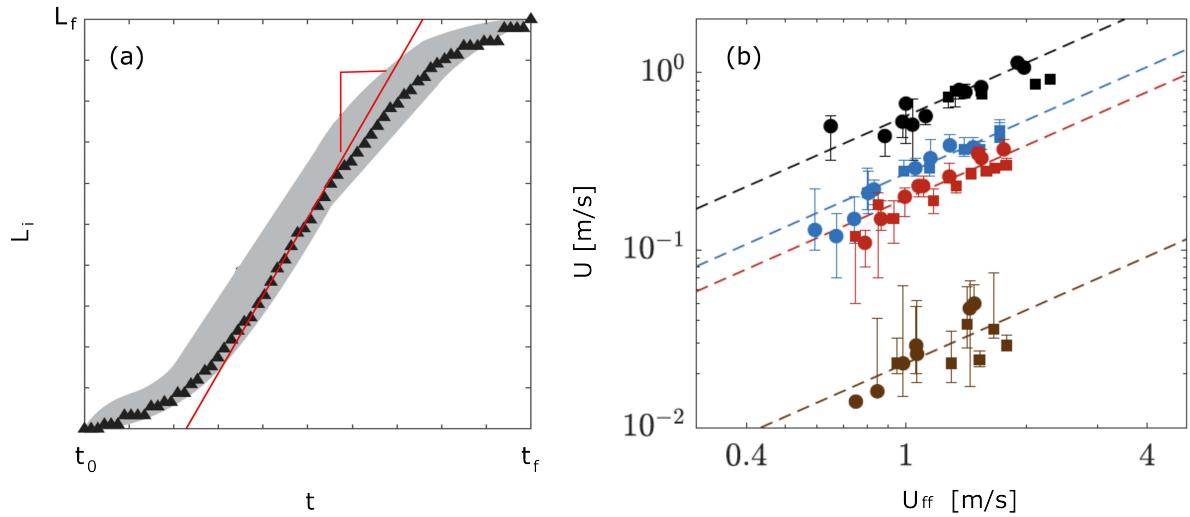 L_f
(a)
L_i
t_0
t_f
t
(b)
10^0
10^-1
10^-2
U [m/s]
0.4
1
4
U_ff [m/s]